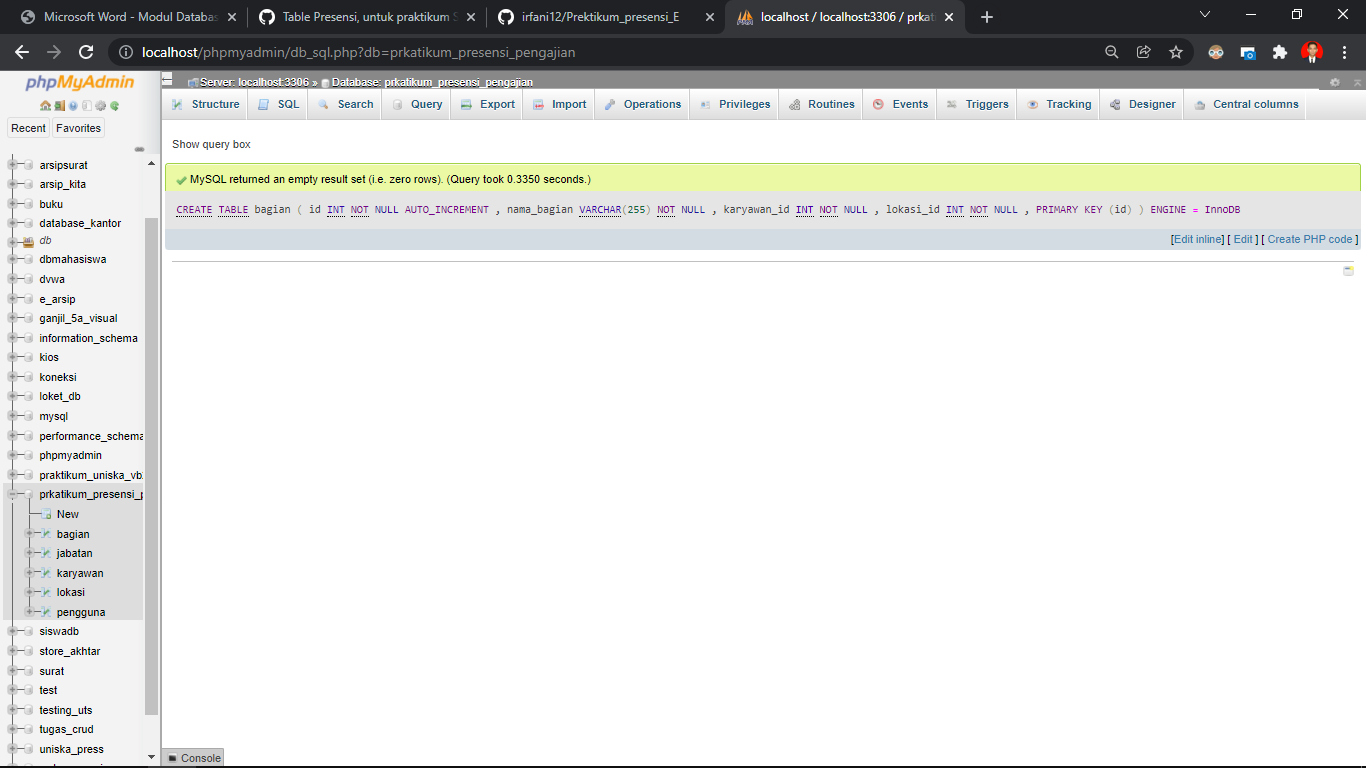 Microsoft Word - Modul Databas
Table Presensi, untuk praktikum S
irfani12/Prektikum_presensi_E
localhost / localhost:3306 / prkati
localhost/phpmyadmin/db_sql.php?db=prkatikum_presensi_pengajian
phpMyAdmin
Recent
Favorites
arsipsurat
arsip_kita
buku
database_kantor
db
dbmahasiswa
dvwa
e_arsip
ganjil_5a_visual
information_schema
kios
koneksi
loket_db
mysql
performance_schema
phpmyadmin
praktikum_uniska_vb
prkatikum_presensi_p
New
bagian
jabatan
karyawan
lokasi
pengguna
siswadb
store_akhtar
surat
test
testing_uts
tugas_crud
uniska_press
Server: localhost:3306 » Database: prkatikum_presensi_pengajian
Structure SQL Search Query Export Import Operations Privileges Routines Events Triggers Tracking Designer Central columns
Show query box
MySQL returned an empty result set (i.e. zero rows). (Query took 0.3350 seconds.)
CREATE TABLE bagian ( id INT NOT NULL AUTO_INCREMENT , nama_bagian VARCHAR(255) NOT NULL , karyawan_id INT NOT NULL , lokasi_id INT NOT NULL , PRIMARY KEY (id) ) ENGINE = InnoDB
[Edit inline] [ Edit ] [ Create PHP code ]
Console